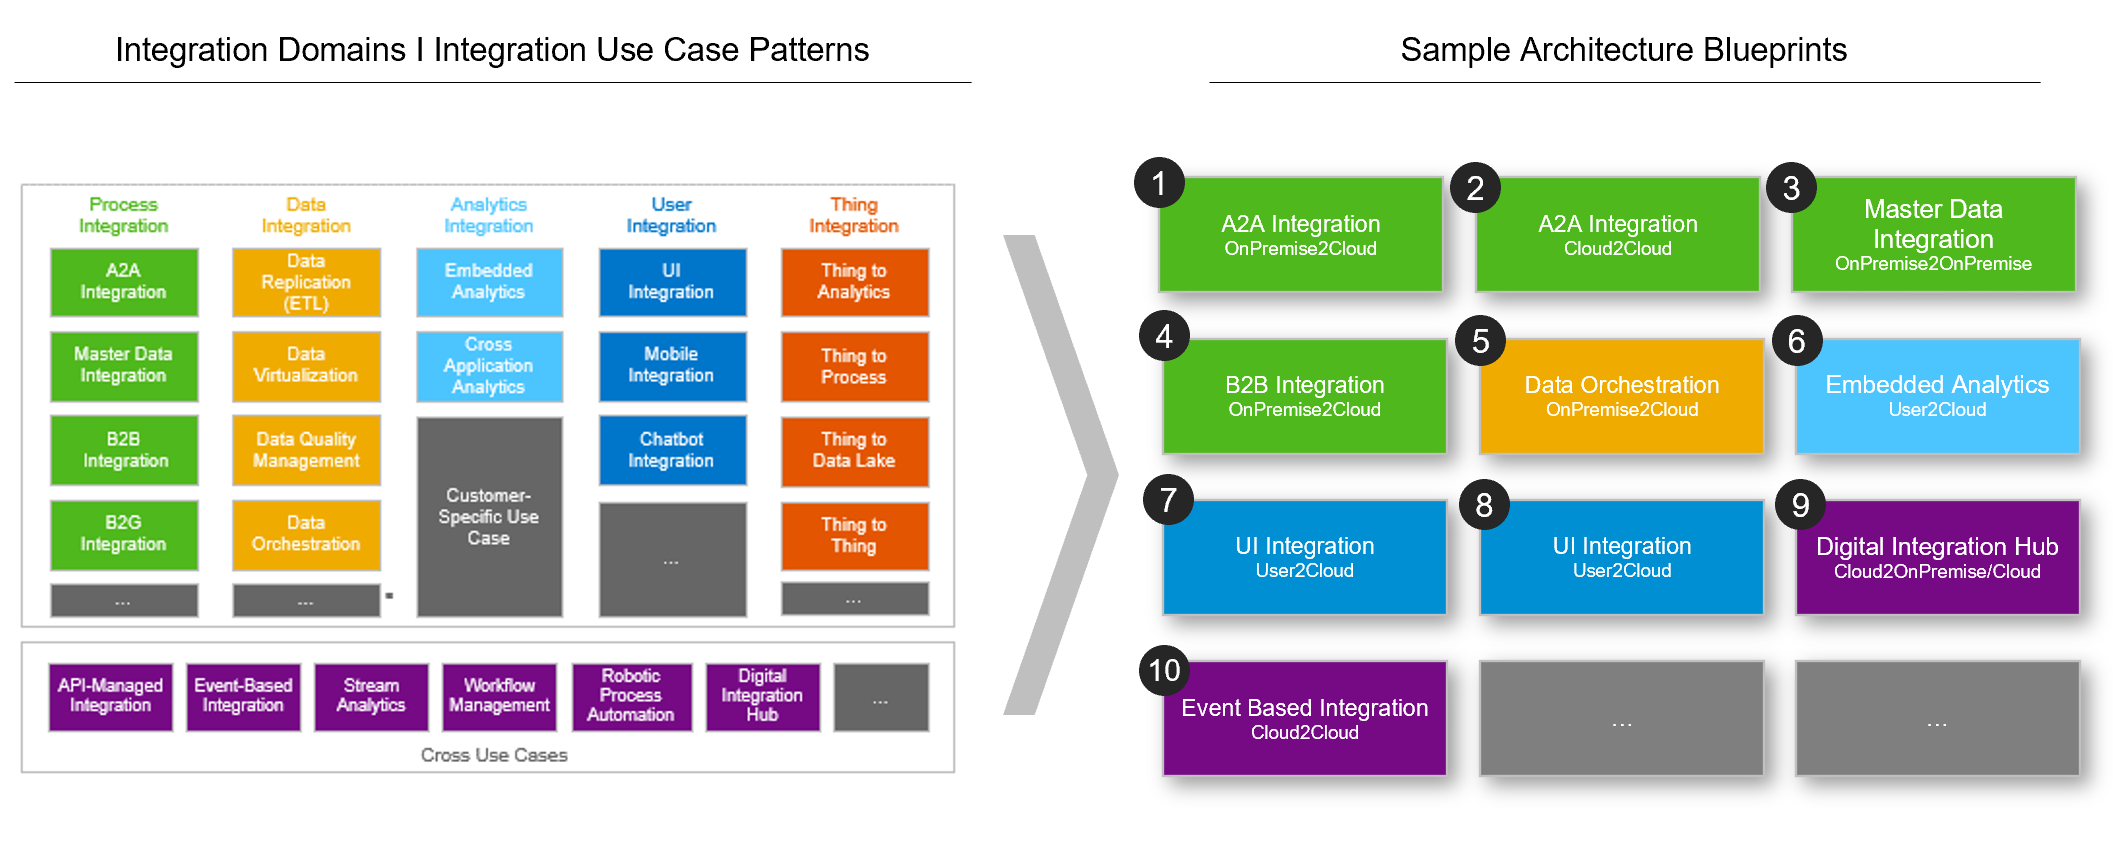 Integration Domains I Integration Use Case Patterns
Process
Integration
A2A
Integration
Master Data
Integration
B2B
Integration
B2G
Integration
...
Data
Integration
Data
Replication
(ETL)
Data
Virtualization
Data Quality
Management
Data
Orchestration
...
Analytics
Integration
Embedded
Analytics
Cross
Application
Analytics
Customer-
Specific Use
Case
User
Integration
UI
Integration
Mobile
Integration
Chatbot
Integration
...
Thing
Integration
Thing to
Analytics
Thing to
Process
Thing to
Data Lake
Thing to
Thing
...
API-Managed
Integration
Event-Based
Integration
Stream
Analytics
Workflow
Management
Robotic
Process
Automation
Digital
Integration
Hub
...
Cross Use Cases
Sample Architecture Blueprints
1
A2A Integration
OnPremise2Cloud
2
A2A Integration
Cloud2Cloud
3
Master Data
Integration
OnPremise2OnPremise
4
B2B Integration
OnPremise2Cloud
5
Data Orchestration
OnPremise2Cloud
6
Embedded Analytics
User2Cloud
7
UI Integration
User2Cloud
8
UI Integration
User2Cloud
9
Digital Integration Hub
Cloud2OnPremise/Cloud
10
Event Based Integration
Cloud2Cloud
...
...